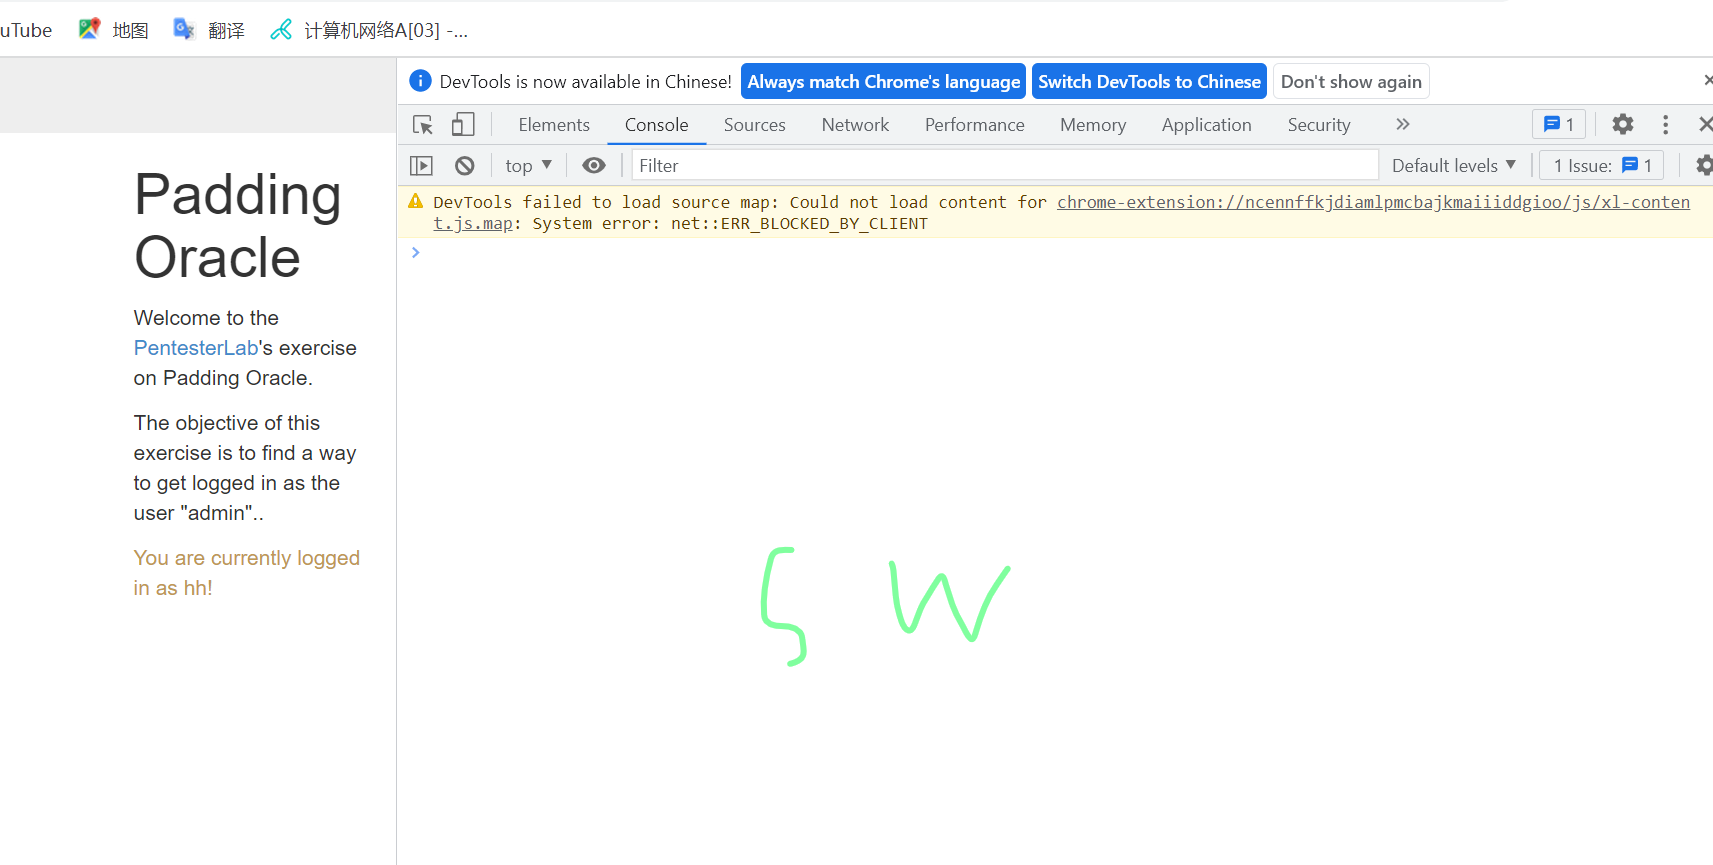 uTube 地图 翻译 计算机网络A[03] -...
DevTools is now available in Chinese! Always match Chrome's language Switch DevTools to Chinese Don't show again
Elements Console Sources Network Performance Memory Application Security 1
top Filter Default levels 1 Issue: 1
DevTools failed to load source map: Could not load content for chrome-extension://ncennffkjdiamlpmcbajkmaiiiddgioo/js/xl-conten
t.js.map: System error: net::ERR_BLOCKED_BY_CLIENT
Padding
Oracle
Welcome to the
PentesterLab's exercise
on Padding Oracle.
The objective of this
exercise is to find a way
to get logged in as the
user "admin"..
You are currently logged
in as hh!